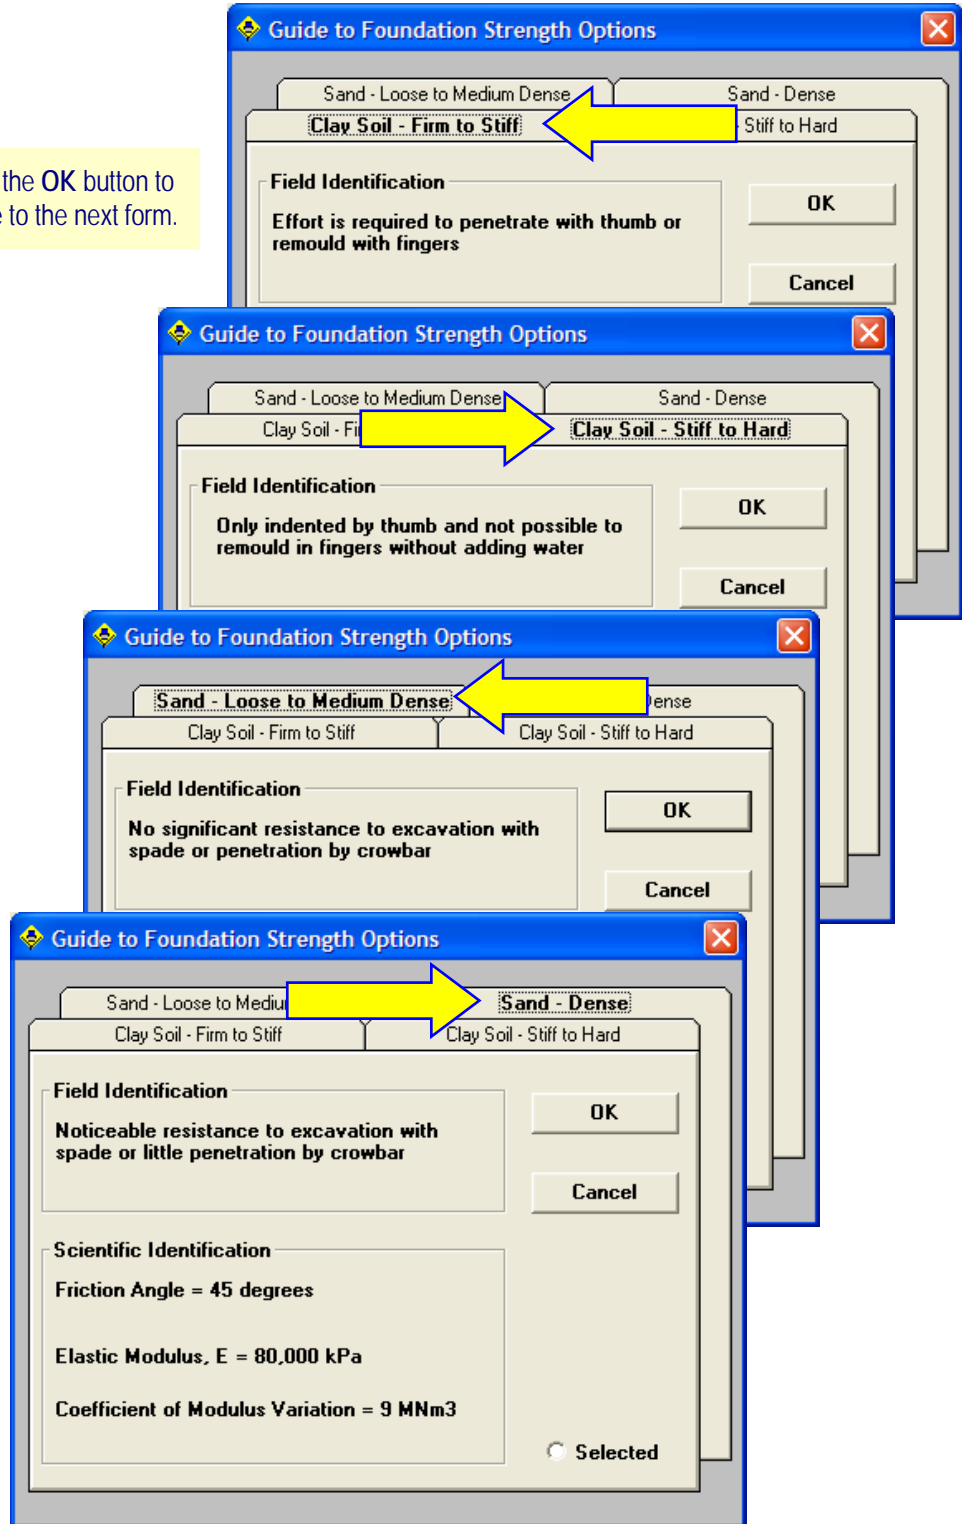 Guide to Foundation Strength Options
Sand - Loose to Medium Dense
Sand - Dense
Clay Soil - Firm to Stiff
- Stiff to Hard
the OK button to
to the next form.
Field Identification
Effort is required to penetrate with thumb or
remould with fingers
OK
Cancel
Guide to Foundation Strength Options
Sand - Loose to Medium Dense
Sand - Dense
Clay Soil - Fi
Clay Soil - Stiff to Hard
Field Identification
Only indented by thumb and not possible to
remould in fingers without adding water
OK
Cancel
Guide to Foundation Strength Options
Sand - Loose to Medium Dense
Dense
Clay Soil - Firm to Stiff
Clay Soil - Stiff to Hard
Field Identification
No significant resistance to excavation with
spade or penetration by crowbar
OK
Cancel
Guide to Foundation Strength Options
Sand - Loose to Mediu
Sand - Dense
Clay Soil - Firm to Stiff
Clay Soil - Stiff to Hard
Field Identification
Noticeable resistance to excavation with
spade or little penetration by crowbar
OK
Cancel
Scientific Identification
Friction Angle = 45 degrees
Elastic Modulus, E = 80,000 kPa
Coefficient of Modulus Variation = 9 MNm3
Selected